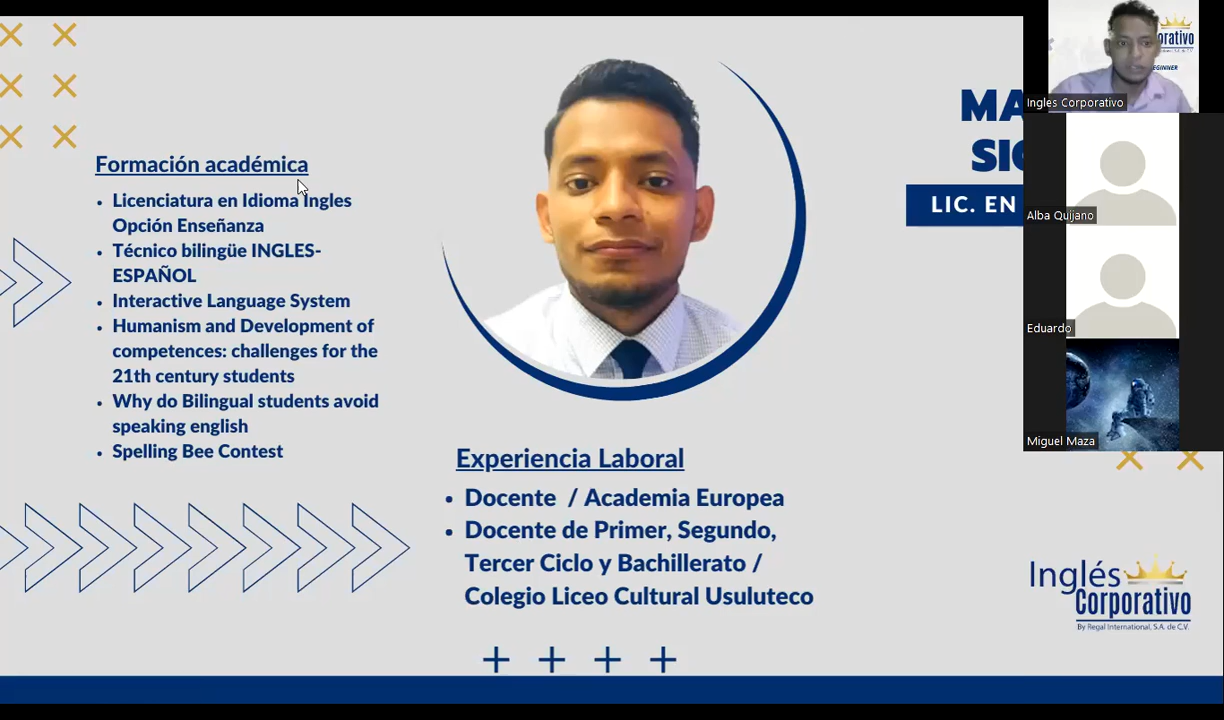 Formación académica
Licenciatura en Idioma Ingles
Opción Enseñanza
Técnico bilingüe INGLES-
ESPAÑOL
Interactive Language System
Humanism and Development of
competences: challenges for the
21th century students
Why do Bilingual students avoid
speaking english
Spelling Bee Contest
Experiencia Laboral
Docente / Academia Europea
Docente de Primer, Segundo,
Tercer Ciclo y Bachillerato /
Colegio Liceo Cultural Usuluteco
LIC. EN
Ingles Corporativo
Alba Quijano
Eduardo
Miguel Maza
Inglés
Corporativo
By Regal International, S.A. de C.V.